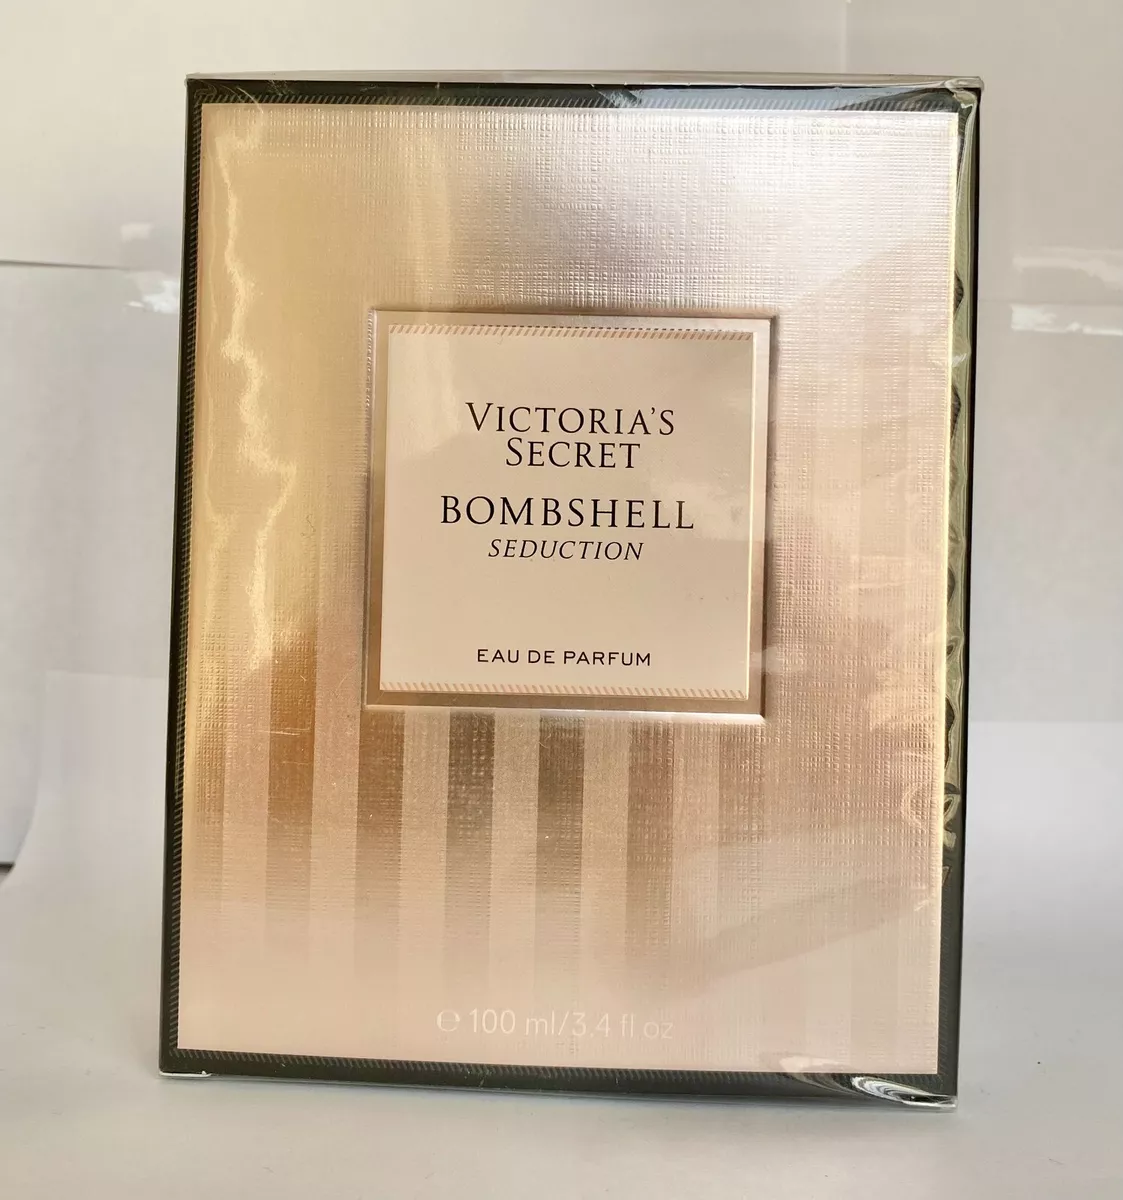 VICTORIA'S
SECRET
BOMBSHELL
SEDUCTION
EAU DE PARFUM
℮ 100 ml/3.4 fl oz